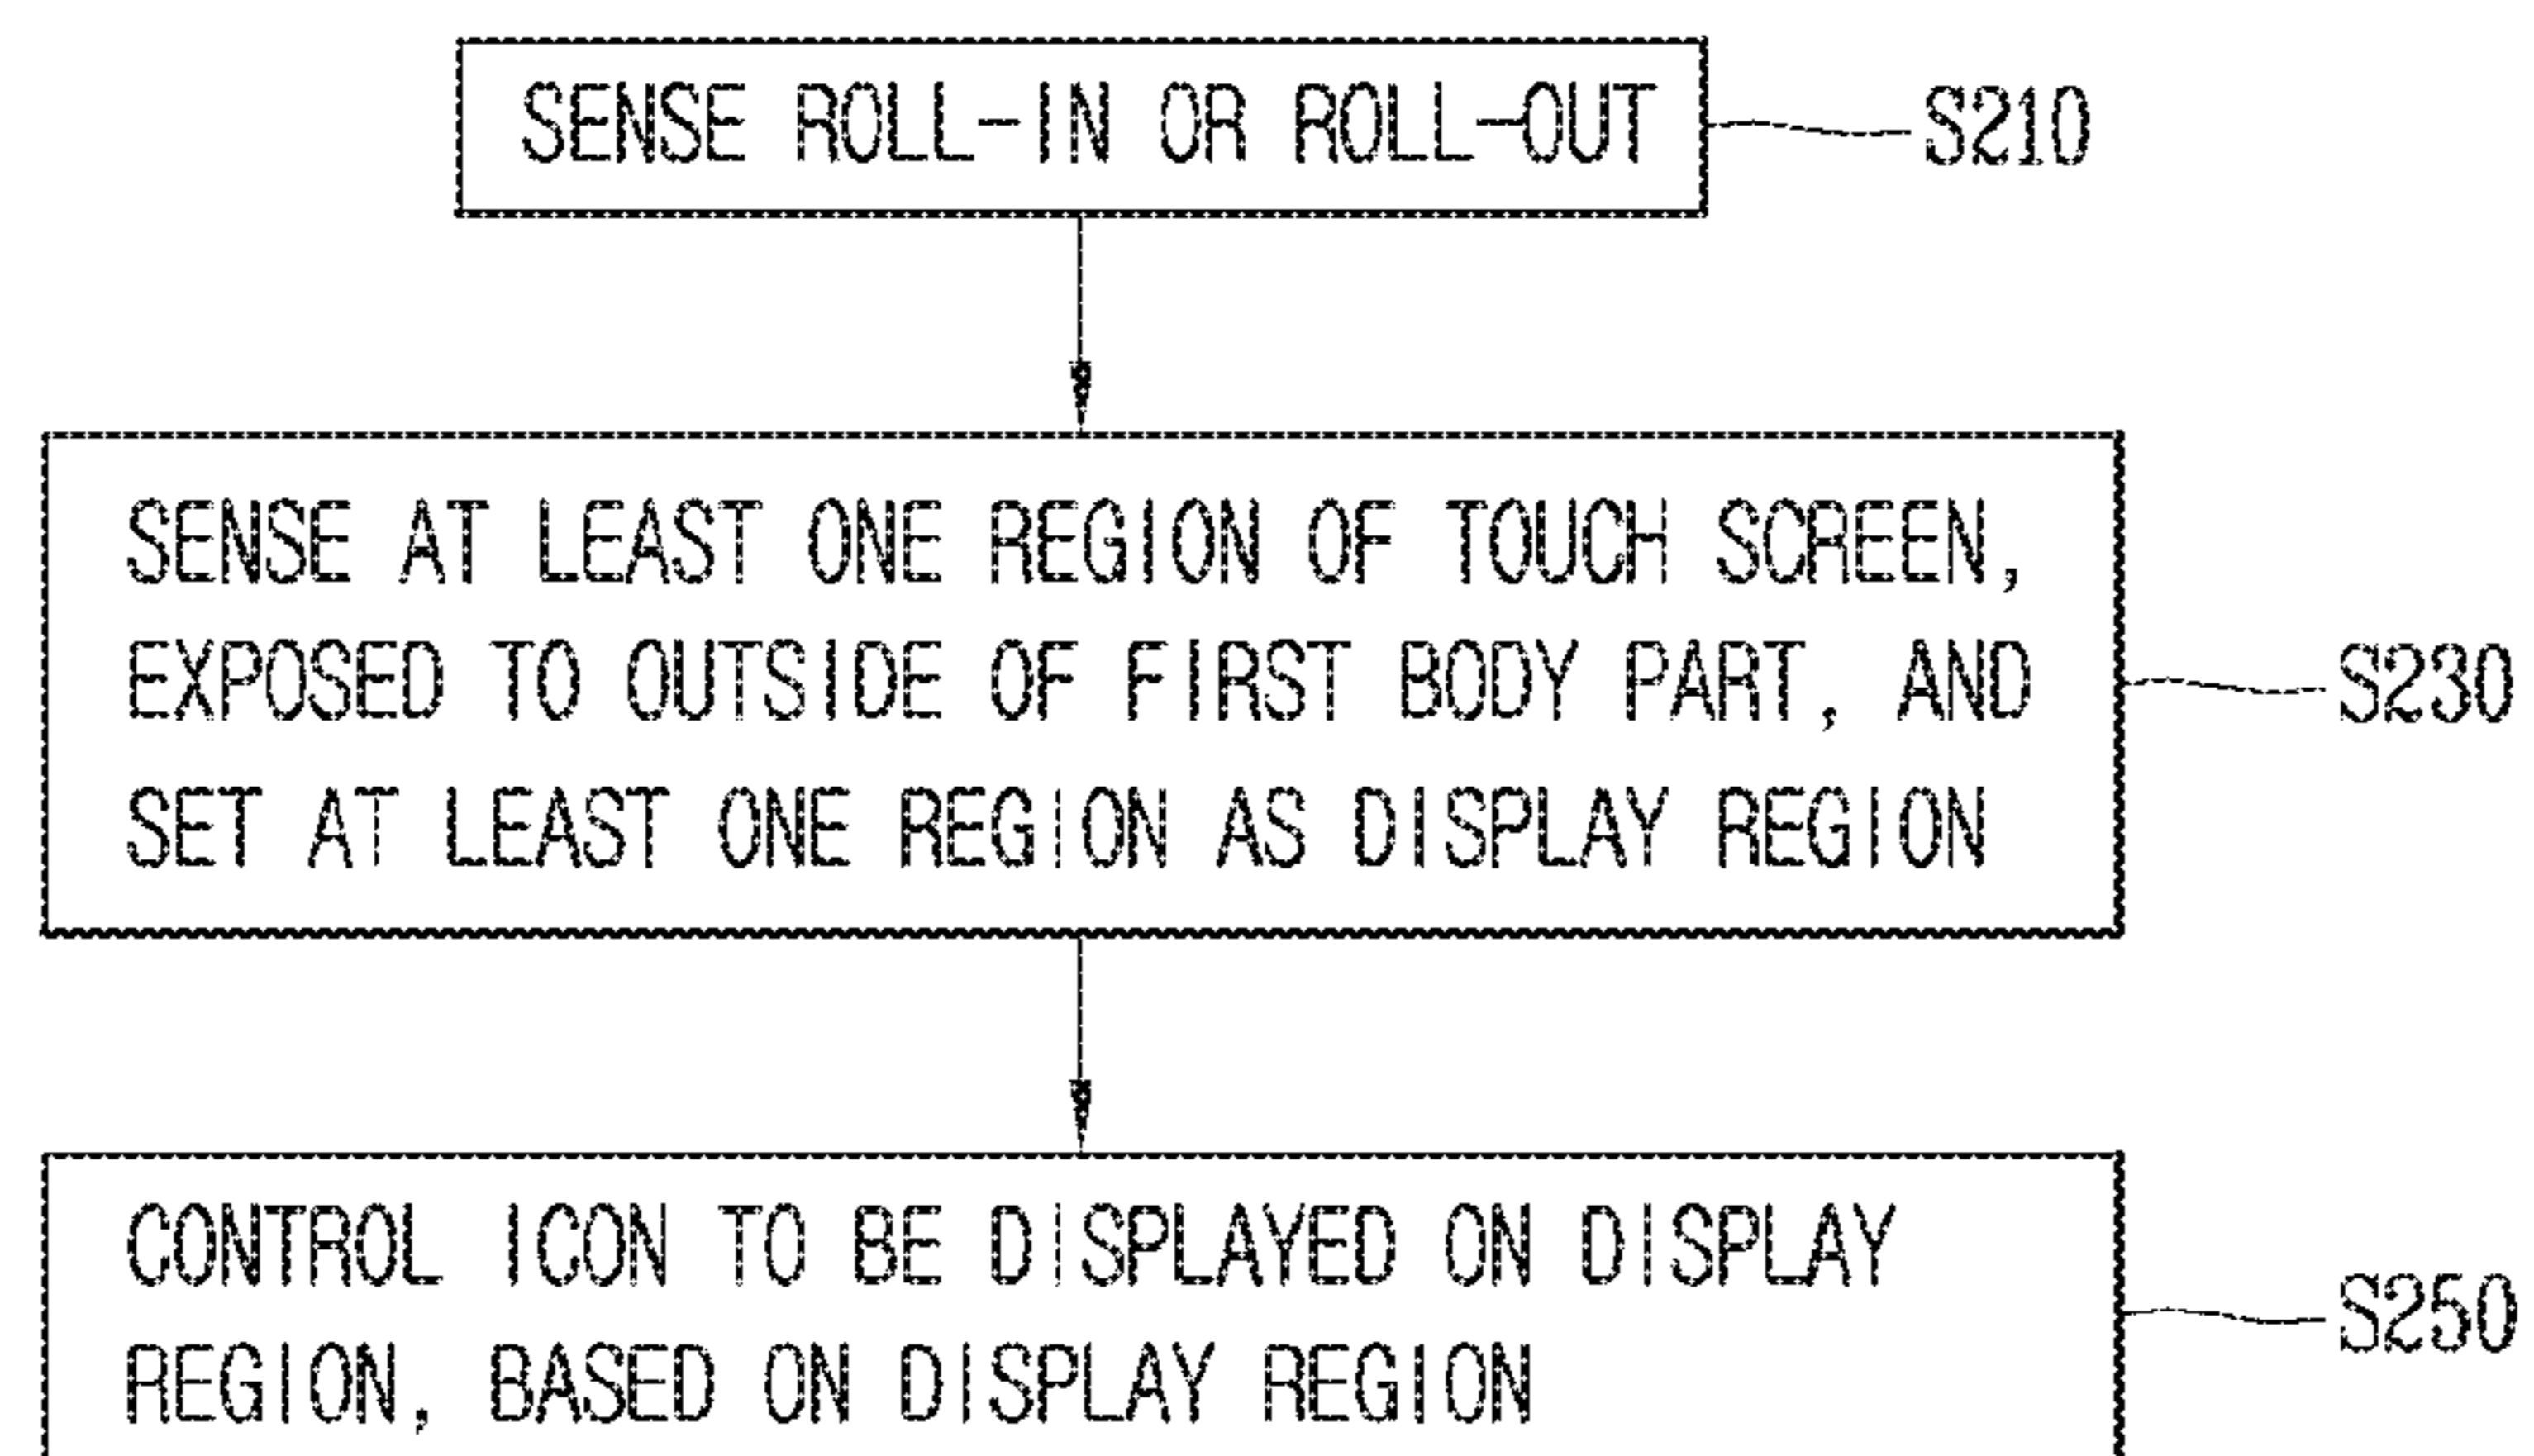 SENSE ROLL-IN OR ROLL-OUT
S210
SENSE AT LEAST ONE REGION OF TOUCH SCREEN,
EXPOSED TO OUTSIDE OF FIRST BODY PART, AND
SET AT LEAST ONE REGION AS DISPLAY REGION
S230
CONTROL ICON TO BE DISPLAYED ON DISPLAY
REGION, BASED ON DISPLAY REGION
S250